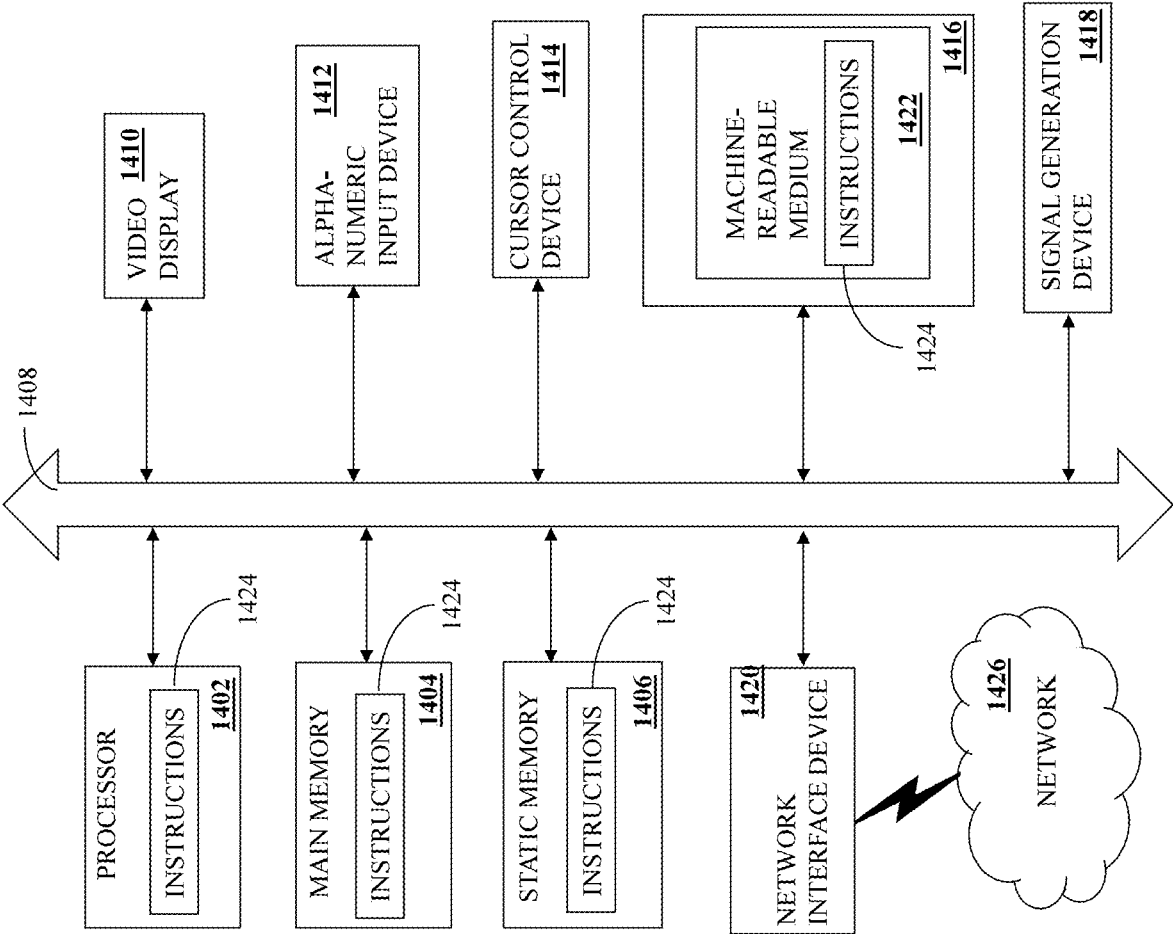 PROCESSOR
INSTRUCTIONS
1402
1424
MAIN MEMORY
INSTRUCTIONS
1404
1424
STATIC MEMORY
INSTRUCTIONS
1406
1424
NETWORK
INTERFACE DEVICE
1420
NETWORK
1426
1408
VIDEO
DISPLAY
1410
ALPHA-
NUMERIC
INPUT DEVICE
1412
CURSOR CONTROL
DEVICE
1414
MACHINE-
READABLE
MEDIUM
INSTRUCTIONS
1422
1416
1424
SIGNAL GENERATION
DEVICE
1418